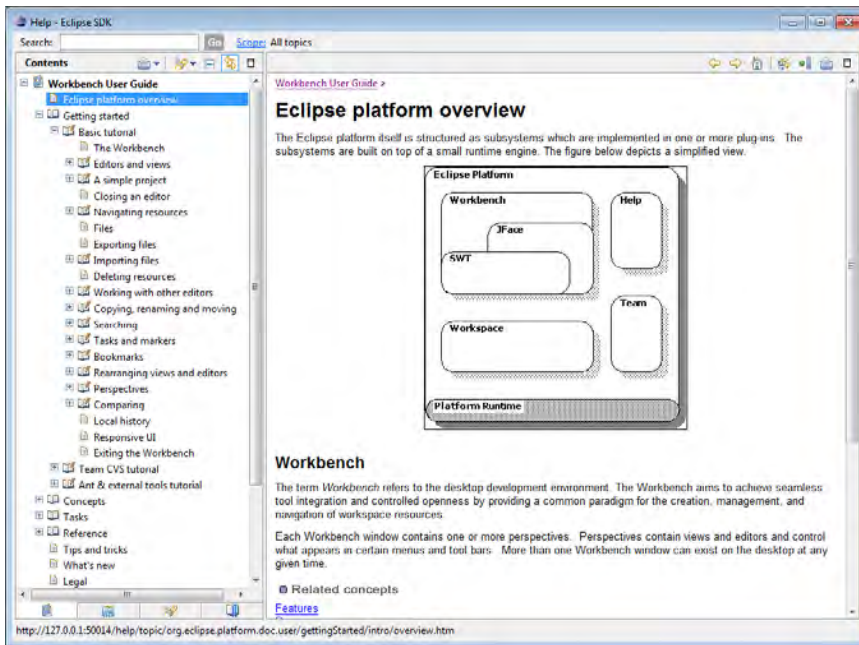 Help - Eclipse SDK
Search: Go Scope: All topics
Contents
Workbench User Guide
Eclipse platform overview
Getting started
Basic tutorial
The Workbench
Editors and views
A simple project
Closing an editor
Navigating resources
Files
Exporting files
Importing files
Deleting resources
Working with other editors
Copying, renaming and moving
Searching
Tasks and markers
Bookmarks
Rearranging views and editors
Perspectives
Comparing
Local history
Responsive UI
Exiting the Workbench
Team CVS tutorial
Ant & external tools tutorial
Concepts
Tasks
Reference
Tips and tricks
What's new
Legal
Workbench User Guide >
Eclipse platform overview
The Eclipse platform itself is structured as subsystems which are implemented in one or more plug-ins. The
subsystems are built on top of a small runtime engine. The figure below depicts a simplified view.
Eclipse Platform
Workbench
Help
JFace
SWT
Team
Workspace
Platform Runtime
Workbench
The term Workbench refers to the desktop development environment. The Workbench aims to achieve seamless
tool integration and controlled openness by providing a common paradigm for the creation, management, and
navigation of workspace resources.
Each Workbench window contains one or more perspectives. Perspectives contain views and editors and control
what appears in certain menus and tool bars. More than one Workbench window can exist on the desktop at any
given time.
Related concepts
Features
http://127.0.0.1:50014/help/topic/org.eclipse.platform.doc.user/gettingStarted/intro/overview.htm